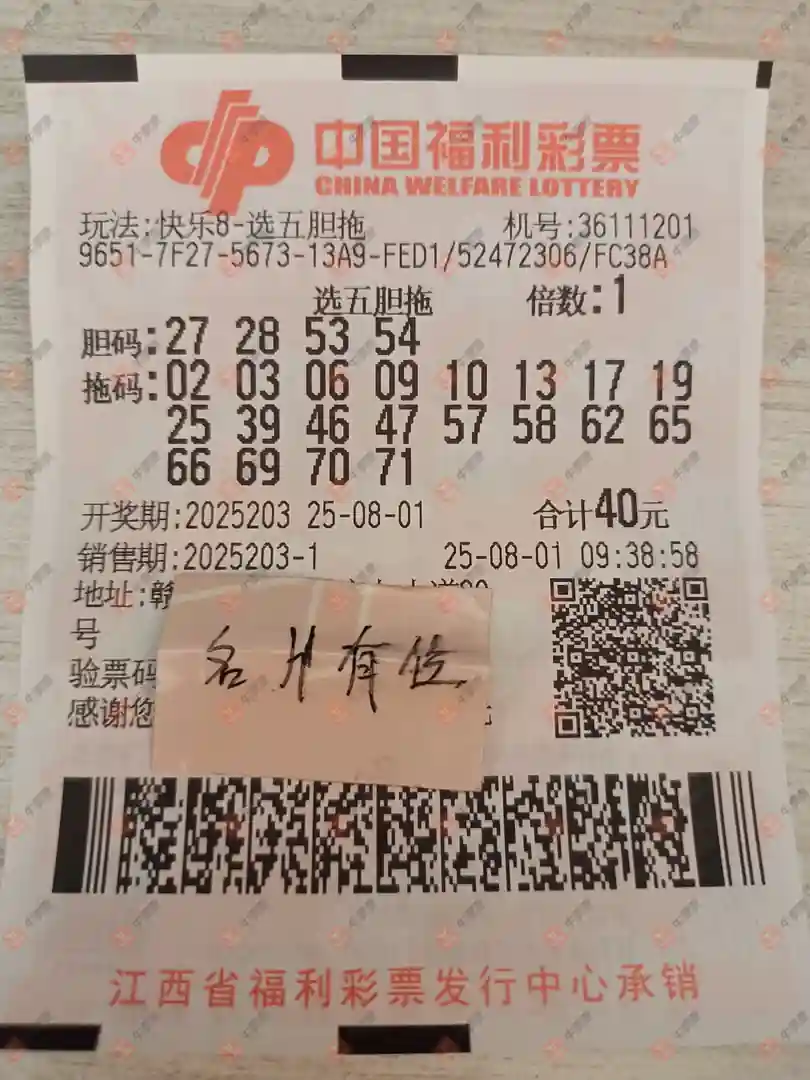 中国福利彩票
CHINA WELFARE LOTTERY
玩法:快乐8-选五胆拖 机号:36111201
9651-7F27-5673-13A9-FED1/52472306/FC38A
选五胆拖 倍数:1
胆码:27 28 53 54
拖码:02 03 06 09 10 13 17 19
25 39 46 47 57 58 62 65
66 69 70 71
开奖期:2025203 25-08-01 合计40元
销售期:2025203-1 25-08-01 09:38:58
地址:赣
号
验票码
感谢您
名 有 位
江西省福利彩票发行中心承销